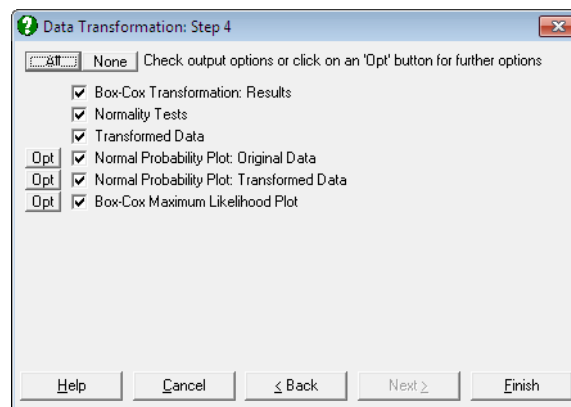 Data Transformation: Step 4
All None Check output options or click on an 'Opt' button for further options
Box-Cox Transformation: Results
Normality Tests
Transformed Data
Opt Normal Probability Plot: Original Data
Opt Normal Probability Plot: Transformed Data
Opt Box-Cox Maximum Likelihood Plot
Help Cancel < Back Next > Finish